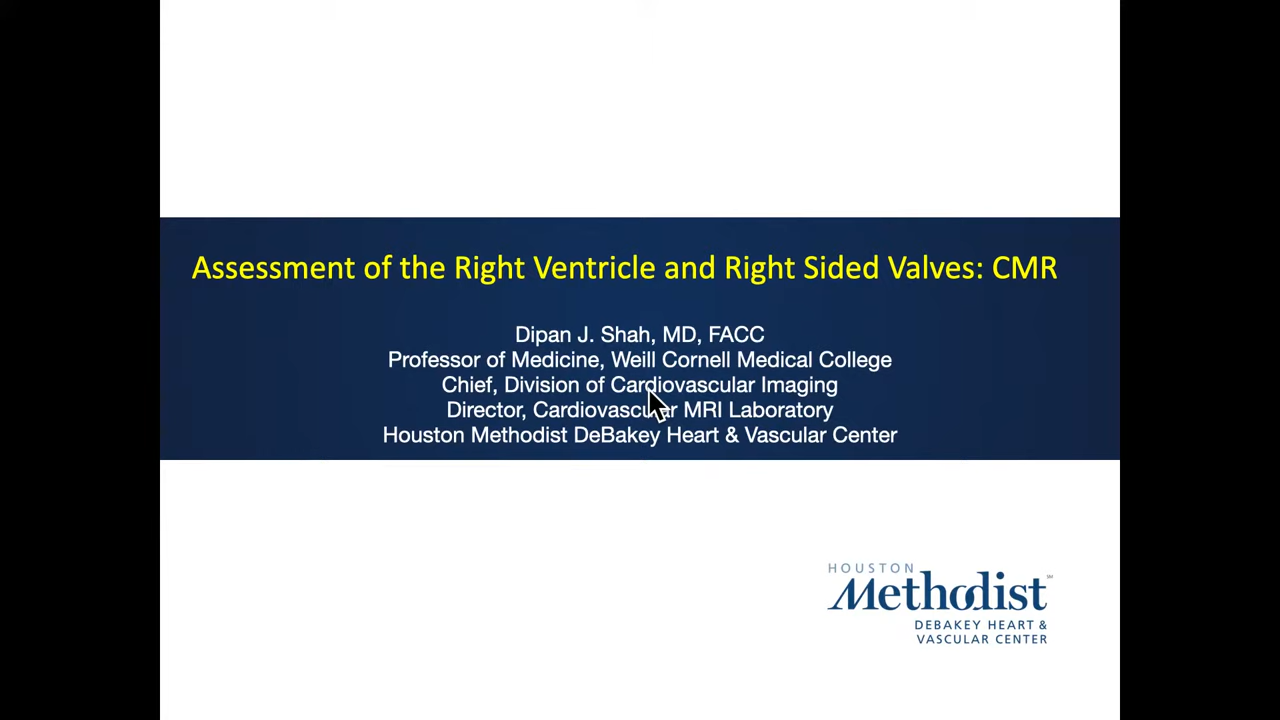 Assessment of the Right Ventricle and Right Sided Valves: CMR
Dipan J. Shah, MD, FACC
Professor of Medicine, Weill Cornell Medical College
Chief, Division of Cardiovascular Imaging
Director, Cardiovascular MRI Laboratory
Houston Methodist DeBakey Heart & Vascular Center
HOUSTON
Methodist℠
DEBAKEY HEART &
VASCULAR CENTER